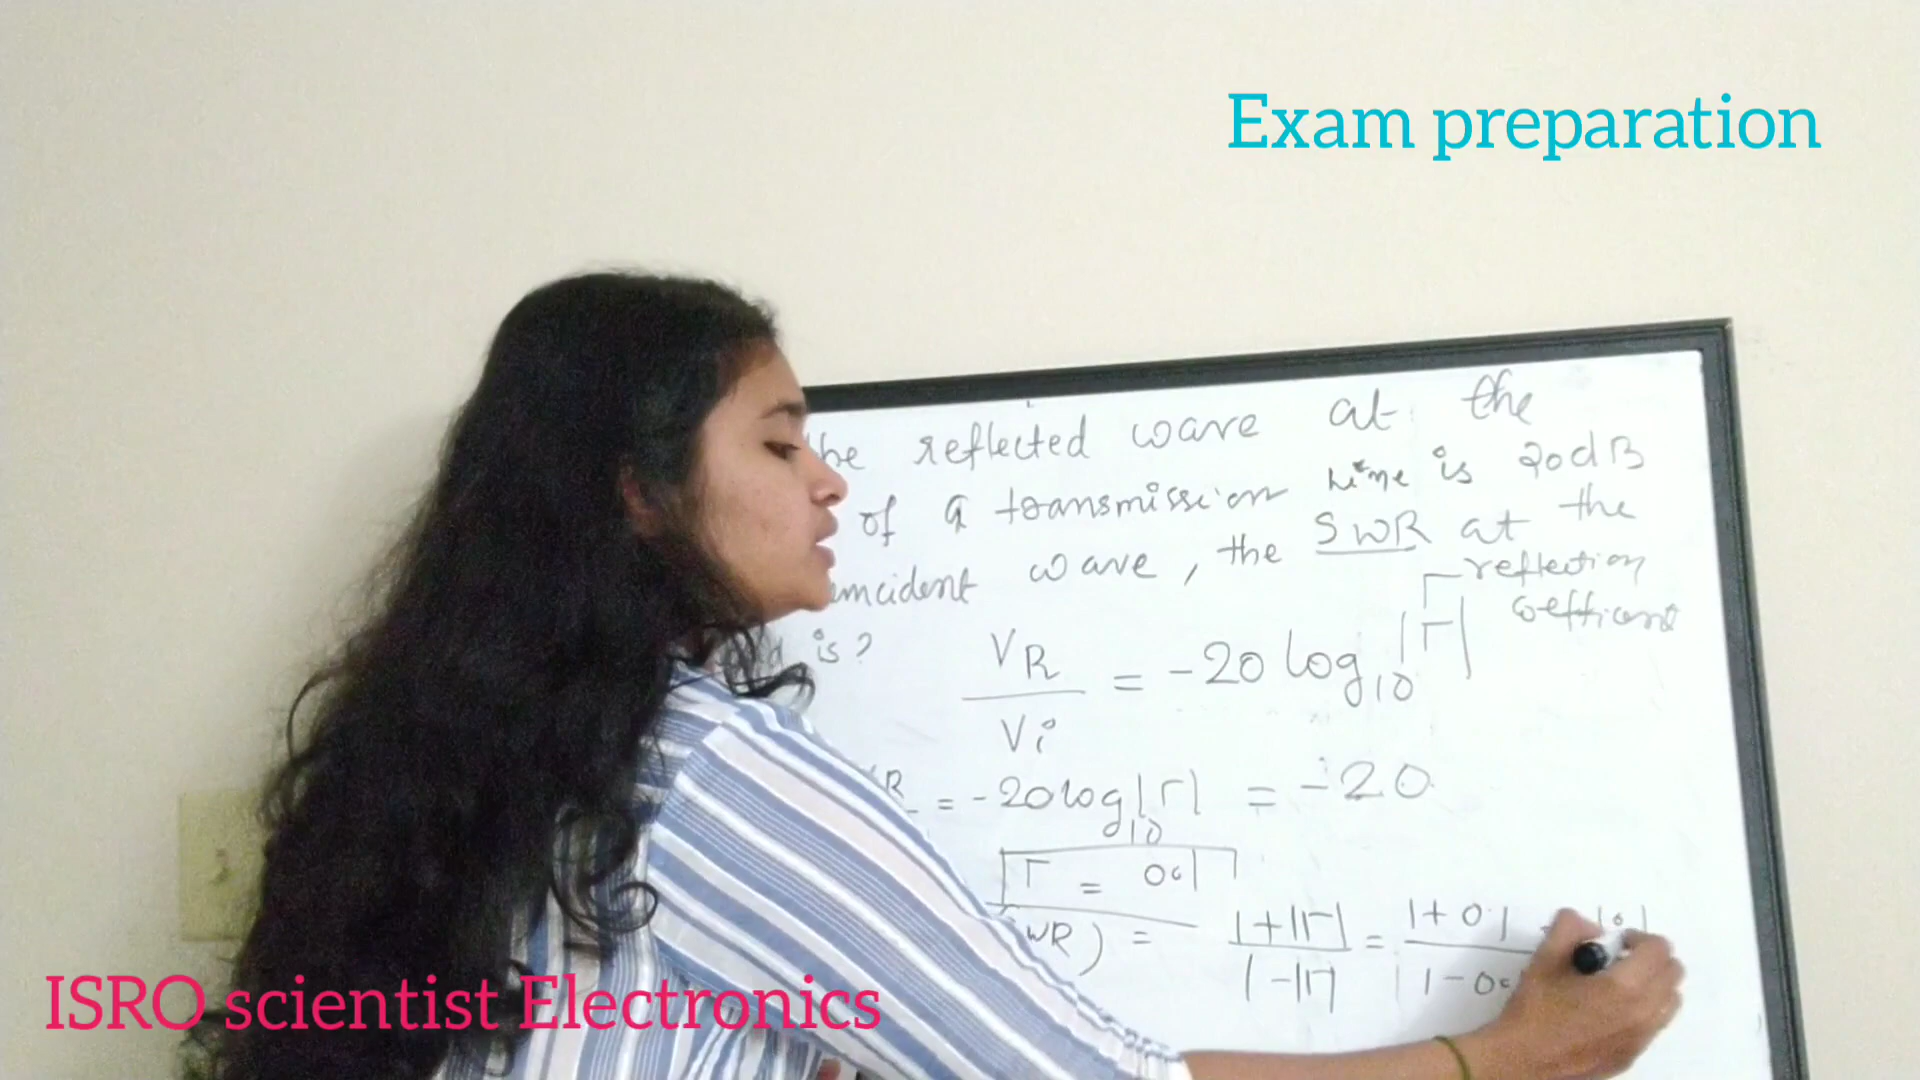 Exam preparation
he reflected wave at the
of a transmission Line is 20dB
incident wave, the SWR at the
is?
reflection
coefficient
VR
Vi
= -20 log10 |Γ|
R = -20 log10 |Γ| = -20
Γ = 0.1
WR) = 1+|Γ| / 1-|Γ| = 1+0.1 / 1-0.
ISRO scientist Electronics